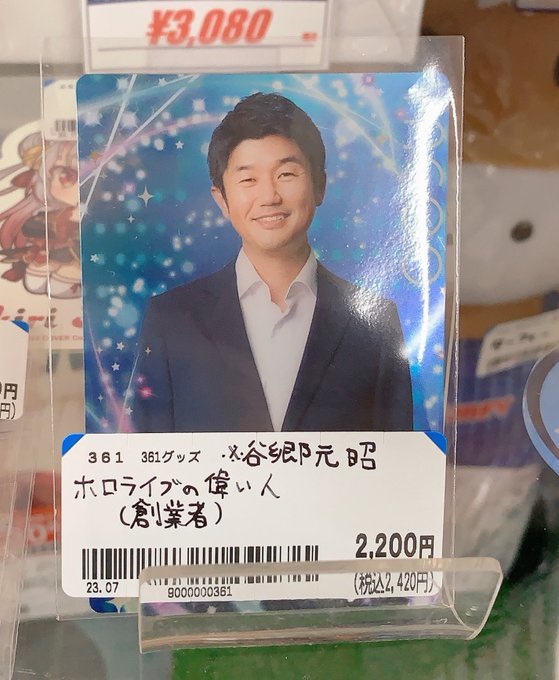 ¥3,080
361 361グッズ ※谷郷元昭
ホロライブの偉い人
(創業者)
2,200円
(税込2,420円)
23.07
9000000361